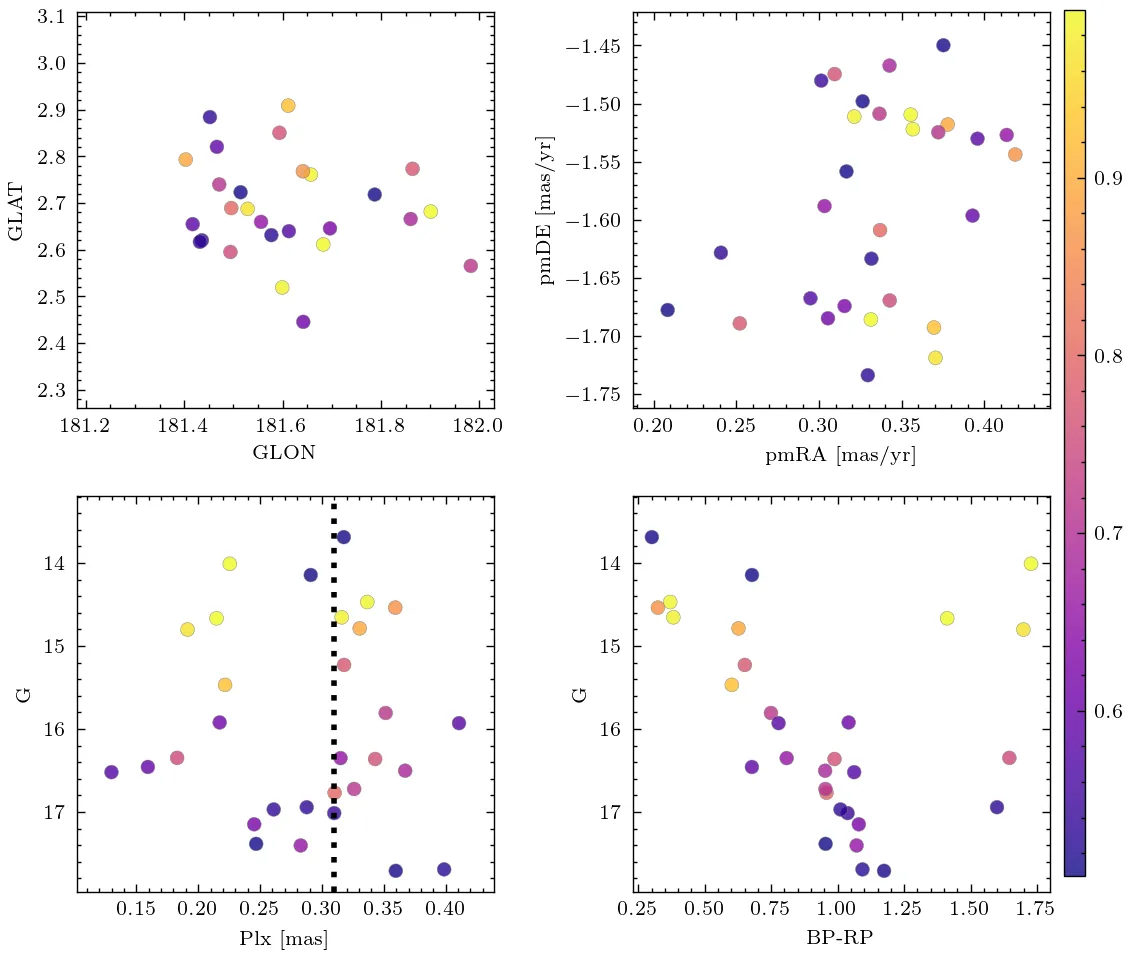 3.1
3.0
2.9
2.8
2.7
2.6
2.5
2.4
2.3
GLAT
181.2 181.4 181.6 181.8 182.0
GLON
−1.45
−1.50
−1.55
−1.60
−1.65
−1.70
−1.75
pmDE [mas/yr]
0.20 0.25 0.30 0.35 0.40
pmRA [mas/yr]
0.9
0.8
0.7
0.6
14
15
16
17
G
0.15 0.20 0.25 0.30 0.35 0.40
Plx [mas]
14
15
16
17
G
0.25 0.50 0.75 1.00 1.25 1.50 1.75
BP-RP